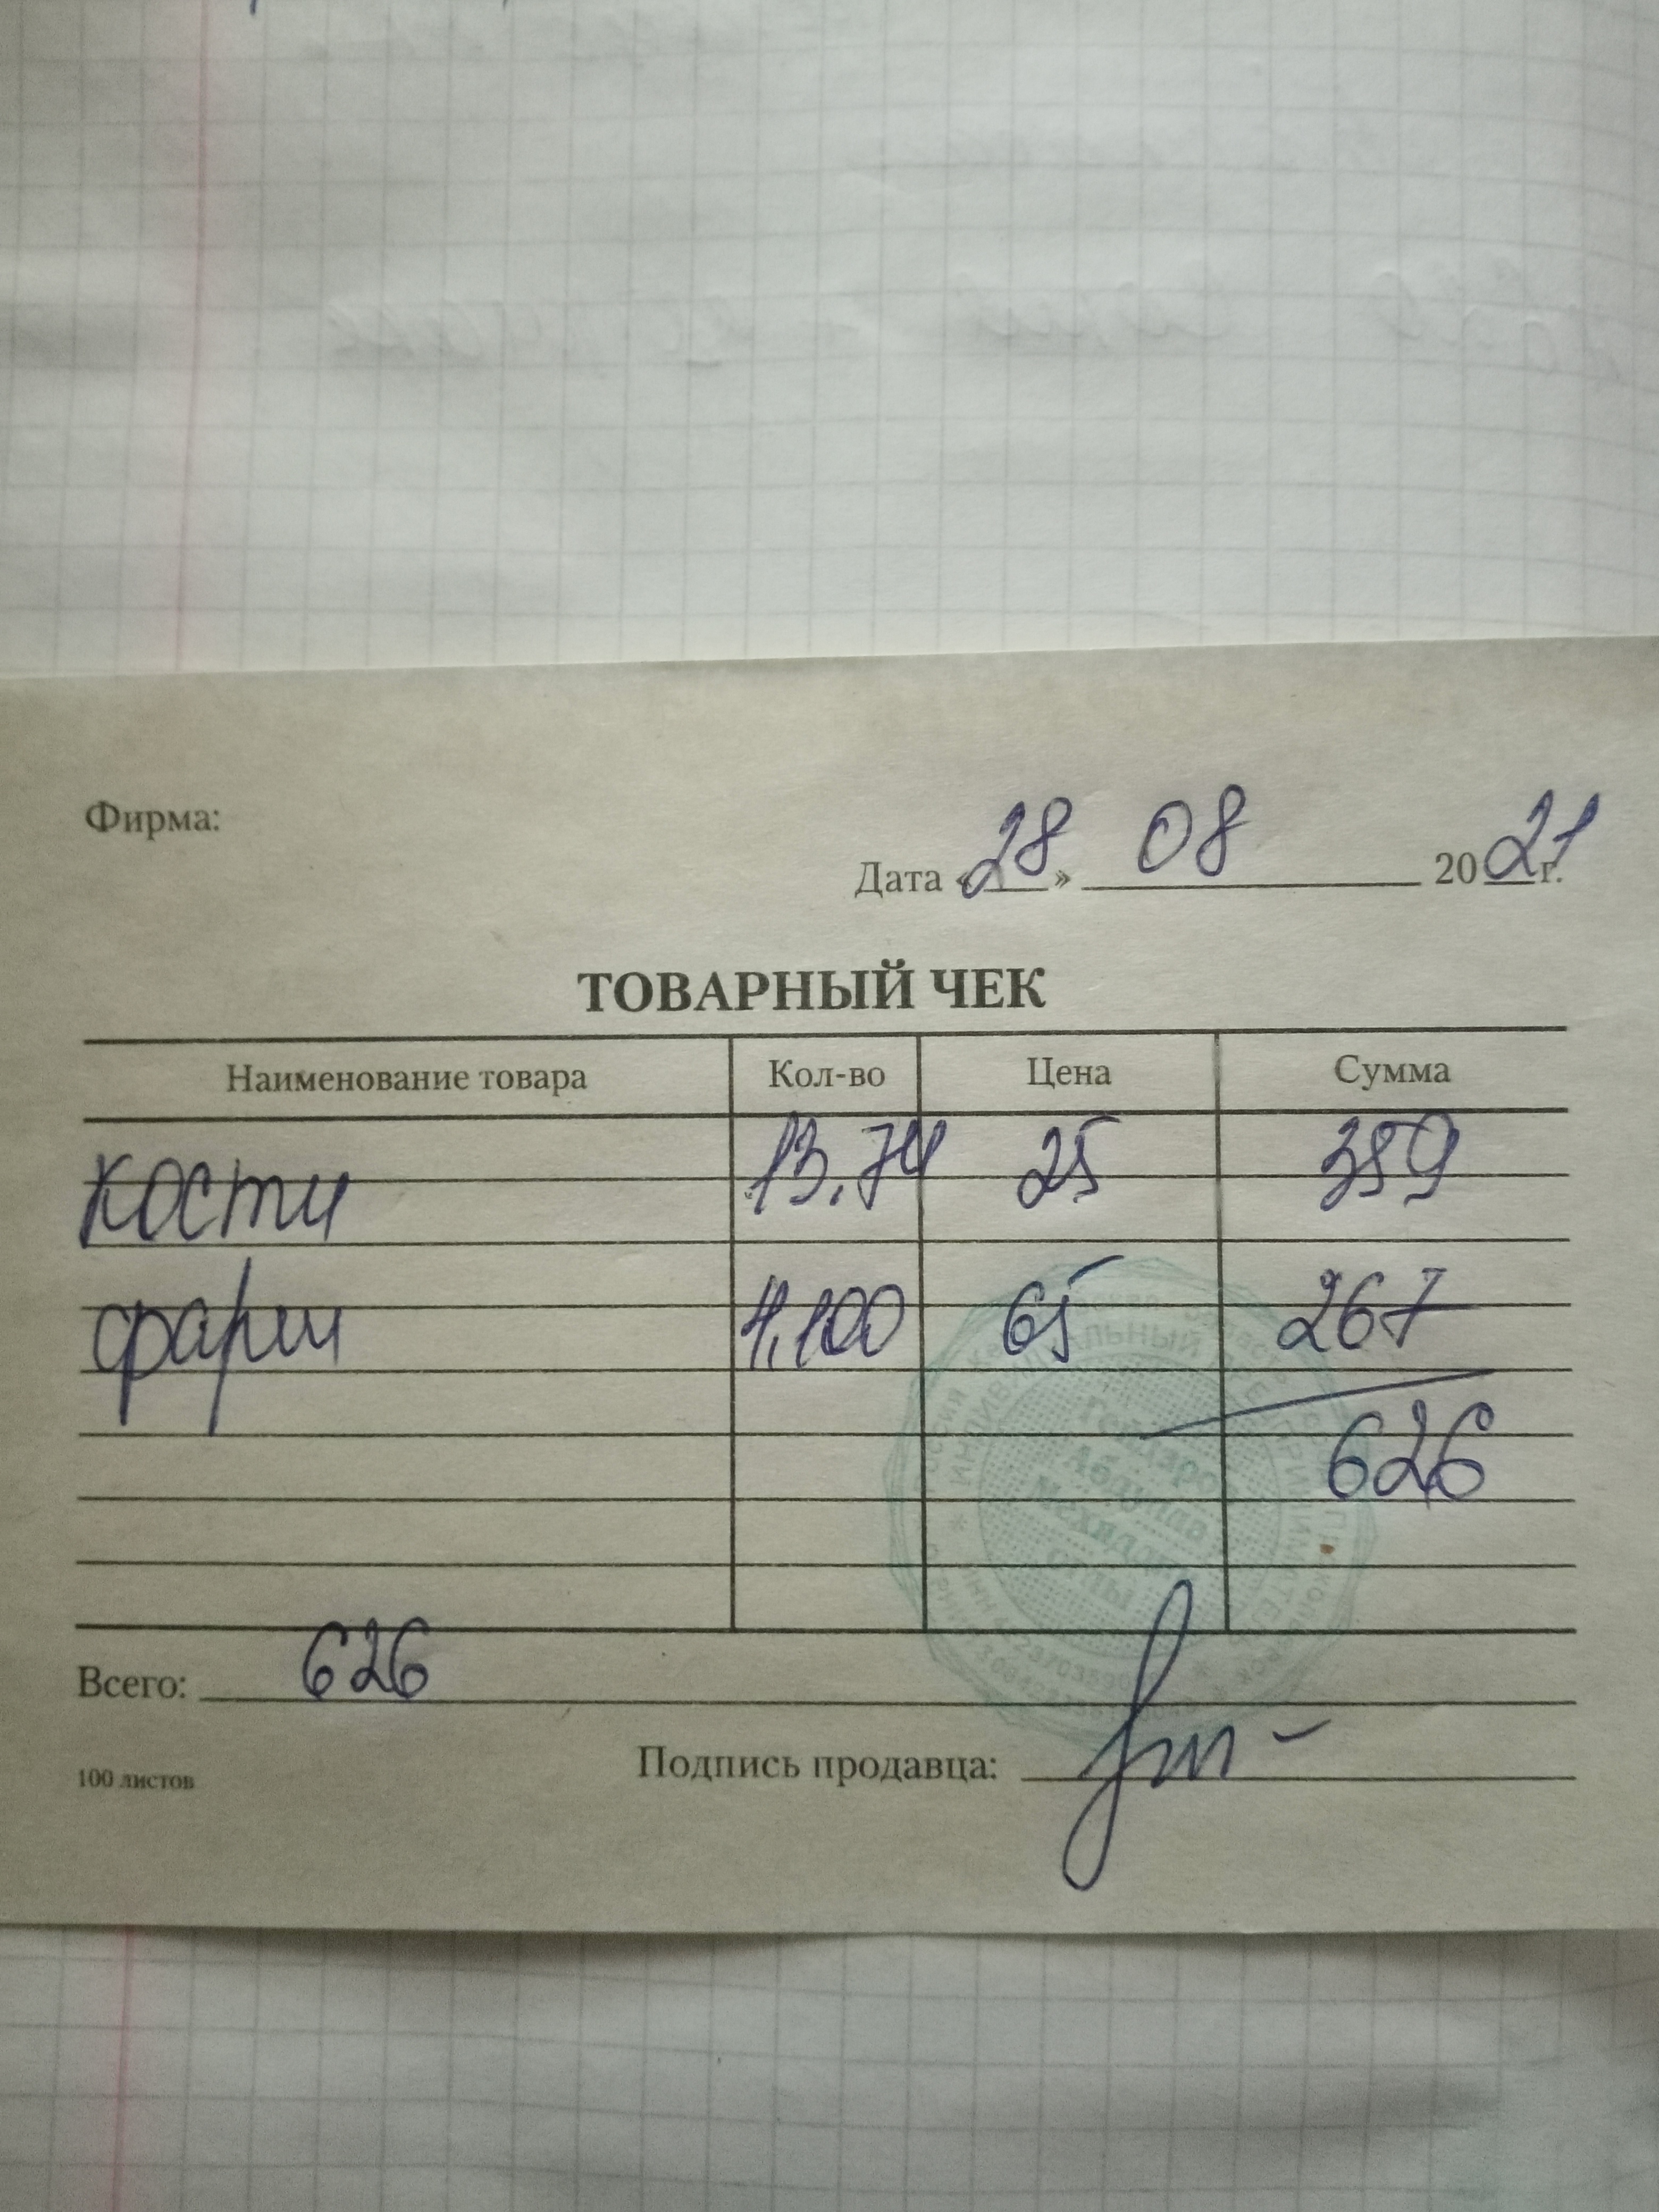 Фирма:
Дата «28» 08 2021 г.
ТОВАРНЫЙ ЧЕК
Наименование товара Кол-во Цена Сумма
кости 13,74 25 359
фарш 4,100 65 267
626
Всего: 626
Подпись продавца:
100 листов